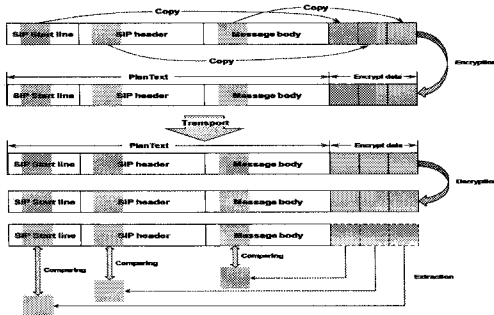 Copy
Copy
SIP Start line SIP header Message body
Copy
Encryption
PlanText Encrypt data
SIP Start line SIP header Message body
Transport
PlanText Encrypt data
SIP Start line SIP header Message body
Decryption
SIP Start line SIP header Message body
SIP Start line SIP header Message body
Comparing Comparing Comparing
Extraction